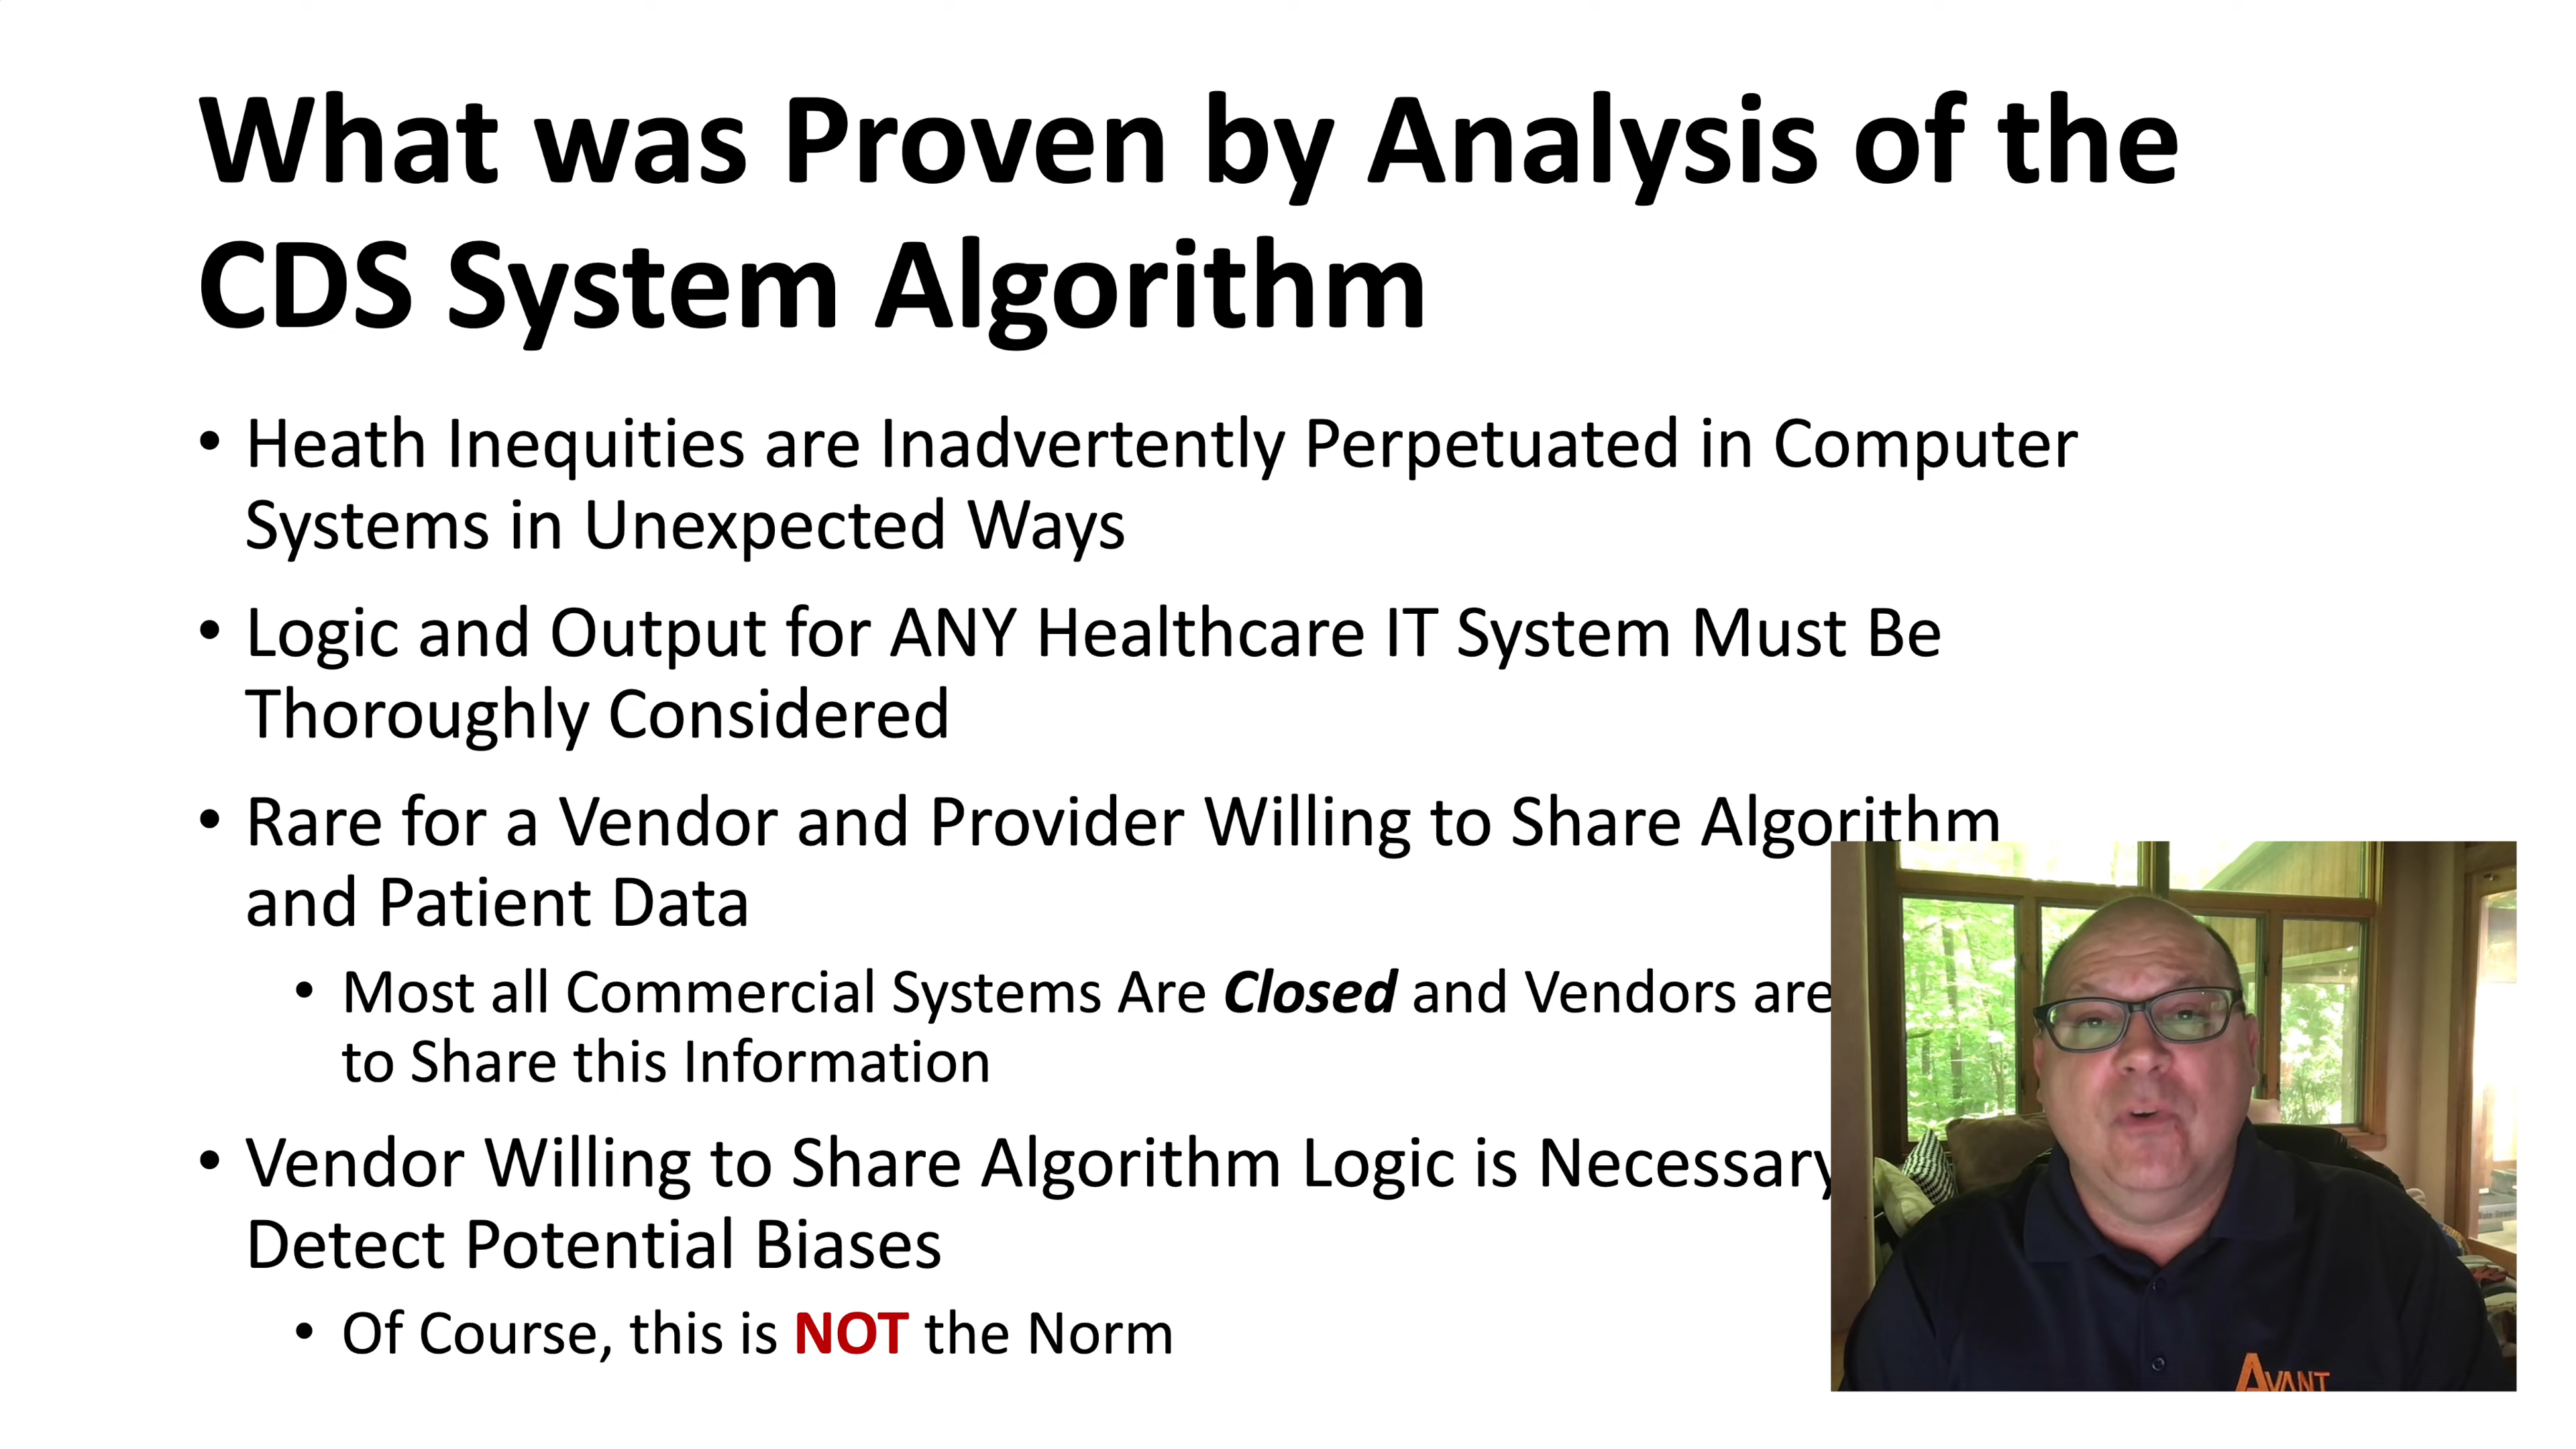 What was Proven by Analysis of the
CDS System Algorithm
• Heath Inequities are Inadvertently Perpetuated in Computer
Systems in Unexpected Ways
• Logic and Output for ANY Healthcare IT System Must Be
Thoroughly Considered
• Rare for a Vendor and Provider Willing to Share Algorithm
and Patient Data
• Most all Commercial Systems Are Closed and Vendors are
to Share this Information
• Vendor Willing to Share Algorithm Logic is Necessary
Detect Potential Biases
• Of Course, this is NOT the Norm
AVANT